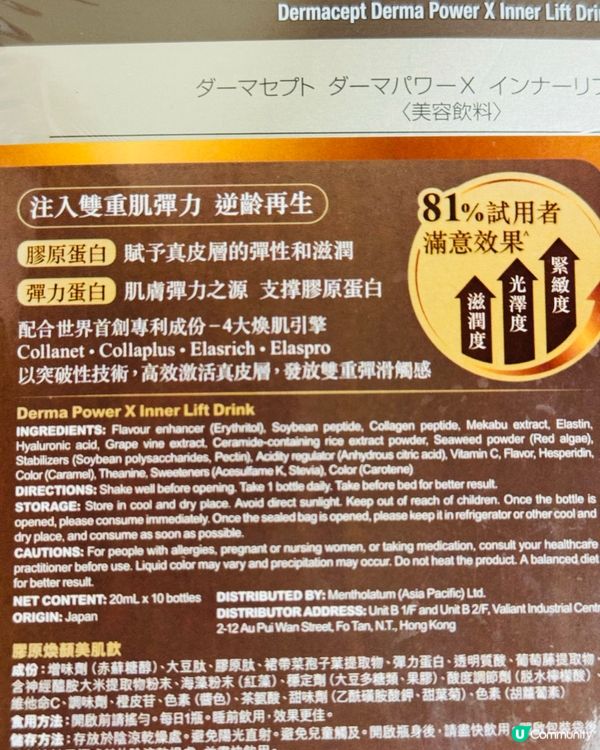 Dermacept Derma Power X Inner Lift Dri
ダーマセプト ダーマパワーX インナーリフ
〈美容飲料〉
注入雙重肌彈力 逆齡再生
膠原蛋白 賦予真皮層的彈性和滋潤
彈力蛋白 肌膚彈力之源 支撐膠原蛋白
配合世界首創專利成份-4大煥肌引擎
Collanet・Collaplus・Elasrich・Elaspro
以突破性技術，高效激活真皮層，發放雙重彈滑觸感
81%試用者
滿意效果^
滋潤度
光澤度
緊緻度
Derma Power X Inner Lift Drink
INGREDIENTS: Flavour enhancer (Erythritol), Soybean peptide, Collagen peptide, Mekabu extract, Elastin,
Hyaluronic acid, Grape vine extract, Ceramide-containing rice extract powder, Seaweed powder (Red algae),
Stabilizers (Soybean polysaccharides, Pectin), Acidity regulator (Anhydrous citric acid), Vitamin C, Flavor, Hesperidin,
Color (Caramel), Theanine, Sweeteners (Acesulfame K, Stevia), Color (Carotene)
DIRECTIONS: Shake well before opening. Take 1 bottle daily. Take before bed for better result.
STORAGE: Store in cool and dry place. Avoid direct sunlight. Keep out of reach of children. Once the bottle is
opened, please consume immediately. Once the sealed bag is opened, please keep it in refrigerator or other cool and
dry place, and consume as soon as possible.
CAUTIONS: For people with allergies, pregnant or nursing women, or taking medication, consult your healthcare
practitioner before use. Liquid color may vary and precipitation may occur. Do not heat the product. A balanced diet
for better result.
NET CONTENT: 20mL x 10 bottles
ORIGIN: Japan
DISTRIBUTED BY: Mentholatum (Asia Pacific) Ltd.
DISTRIBUTOR ADDRESS: Unit B 1/F and Unit B 2/F, Valiant Industrial Cent
2-12 Au Pui Wan Street, Fo Tan, N.T., Hong Kong
膠原煥顏美肌飲
成份：增味劑（赤蘚糖醇）、大豆肽、膠原肽、裙帶菜孢子葉提取物、彈力蛋白、透明質酸、葡萄藤提取物、
含神經醯胺大米提取物粉末、海藻粉末（紅藻）、穩定劑（大豆多糖類、果膠）、酸度調節劑（脫水檸檬酸）、
維他命C、調味劑、橙皮苷、色素（醬色）、茶氨酸、甜味劑（乙酰磺胺酸鉀、甜葉菊）、色素（胡蘿蔔素）
食用方法：開啟前請搖勻。每日1瓶。睡前飲用，效果更佳。
儲存方法：存放於陰涼乾燥處。避免陽光直射。避免兒童觸及。開啟瓶身後，請盡快飲用。開啟包裝袋後
U Community